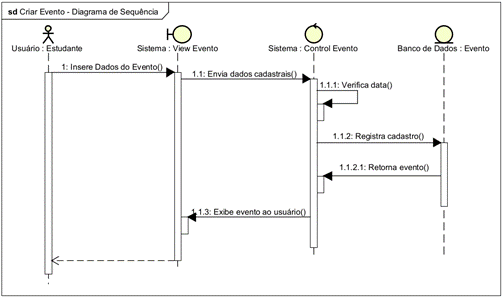 sd Criar Evento - Diagrama de Sequência
Usuário : Estudante
Sistema : View Evento
Sistema : Control Evento
Banco de Dados : Evento
1: Insere Dados do Evento()
1.1: Envia dados cadastrais()
1.1.1: Verifica data()
1.1.2: Registra cadastro()
1.1.2.1: Retorna evento()
1.1.3: Exibe evento ao usuário()